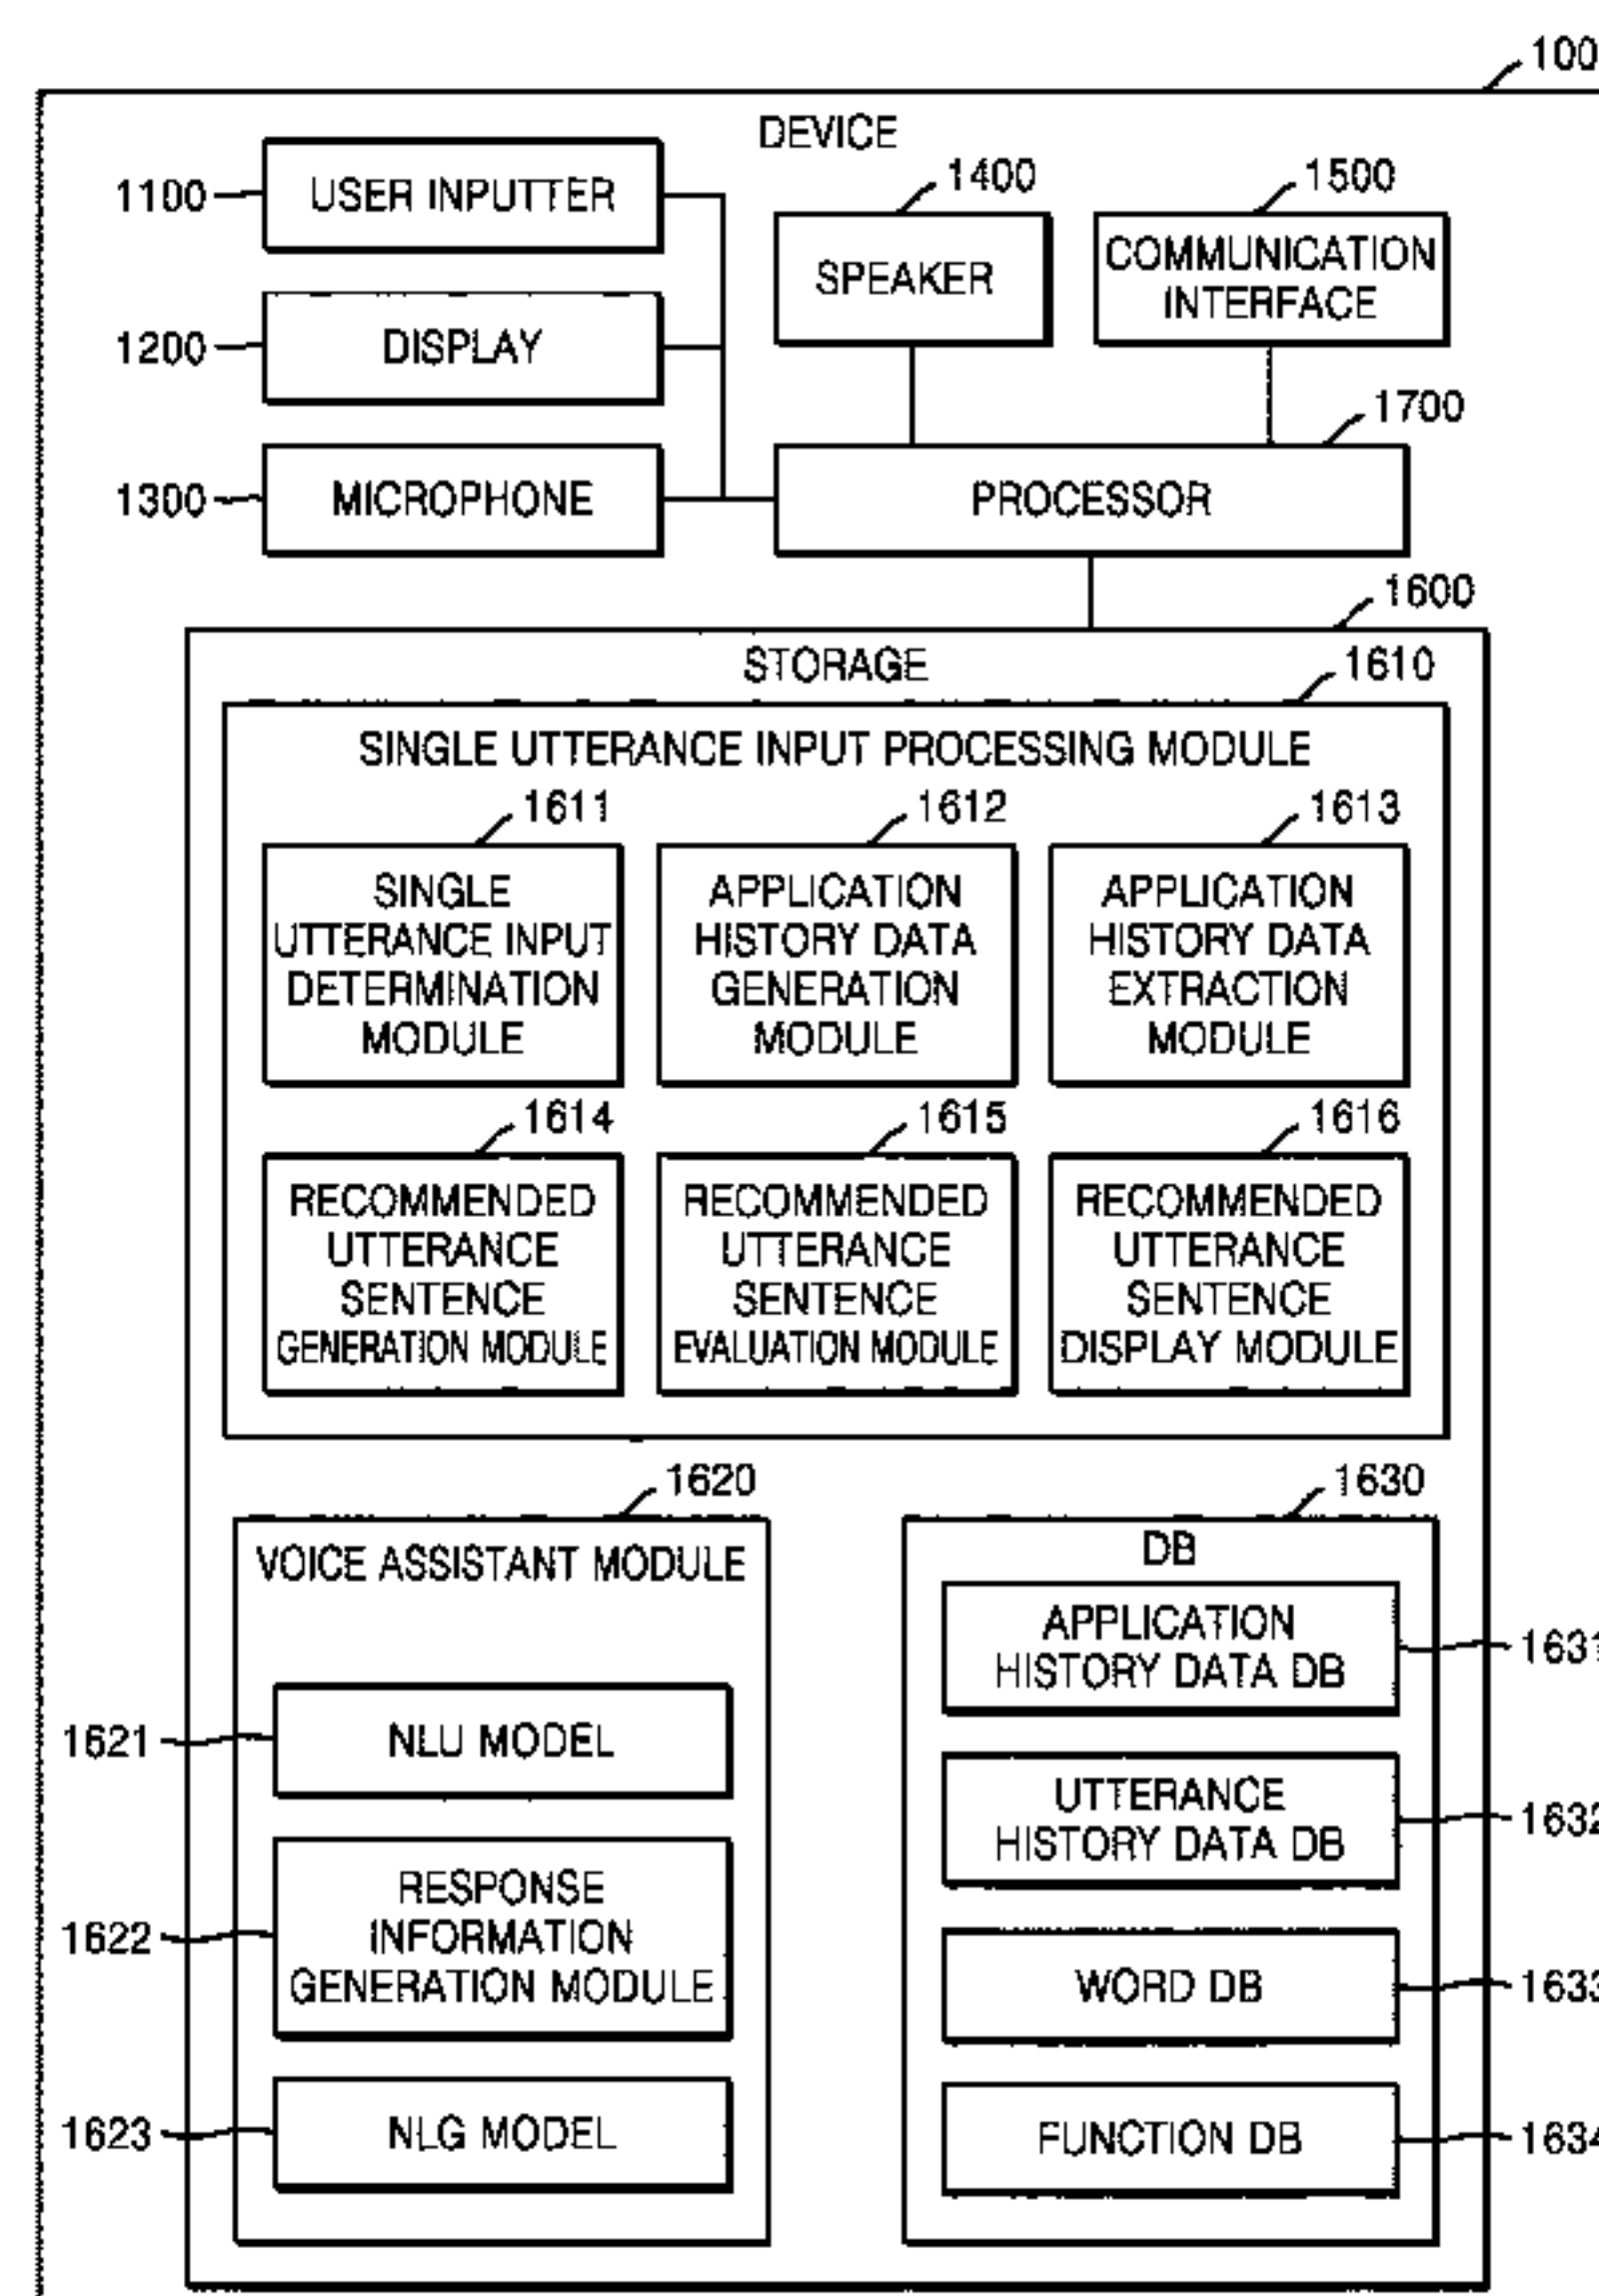 100
DEVICE
1100
USER INPUTTER
1400
1500
SPEAKER
COMMUNICATION
INTERFACE
1200
DISPLAY
1700
1300
MICROPHONE
PROCESSOR
1600
STORAGE
1610
SINGLE UTTERANCE INPUT PROCESSING MODULE
1611
SINGLE
UTTERANCE INPUT
DETERMINATION
MODULE
1612
APPLICATION
HISTORY DATA
GENERATION
MODULE
1613
APPLICATION
HISTORY DATA
EXTRACTION
MODULE
1614
RECOMMENDED
UTTERANCE
SENTENCE
GENERATION MODULE
1615
RECOMMENDED
UTTERANCE
SENTENCE
EVALUATION MODULE
1616
RECOMMENDED
UTTERANCE
SENTENCE
DISPLAY MODULE
1620
VOICE ASSISTANT MODULE
1621
NLU MODEL
1622
RESPONSE
INFORMATION
GENERATION MODULE
1623
NLG MODEL
1630
DB
APPLICATION
HISTORY DATA DB
1631
UTTERANCE
HISTORY DATA DB
1632
WORD DB
1633
FUNCTION DB
1634